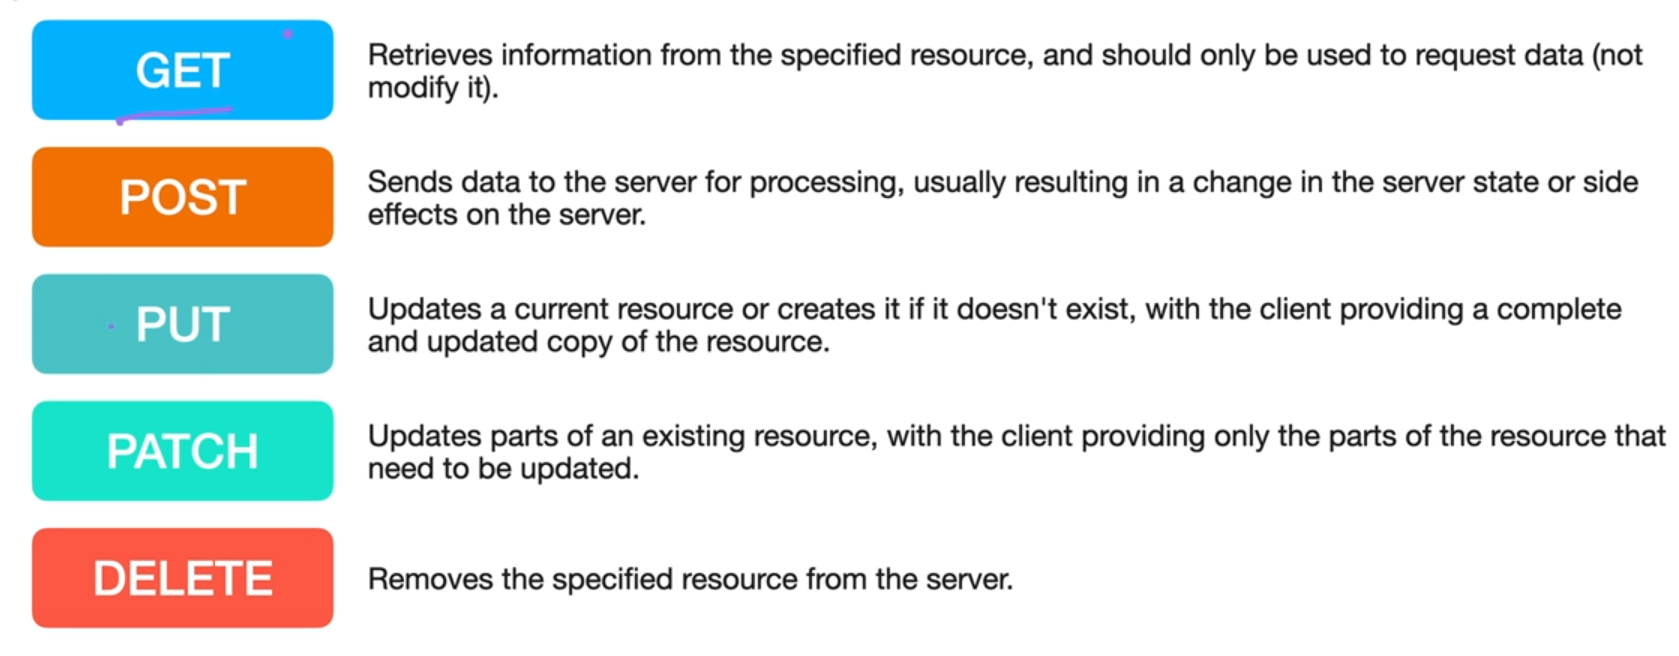 GET
Retrieves information from the specified resource, and should only be used to request data (not
modify it).
POST
Sends data to the server for processing, usually resulting in a change in the server state or side
effects on the server.
PUT
Updates a current resource or creates it if it doesn't exist, with the client providing a complete
and updated copy of the resource.
PATCH
Updates parts of an existing resource, with the client providing only the parts of the resource that
need to be updated.
DELETE
Removes the specified resource from the server.